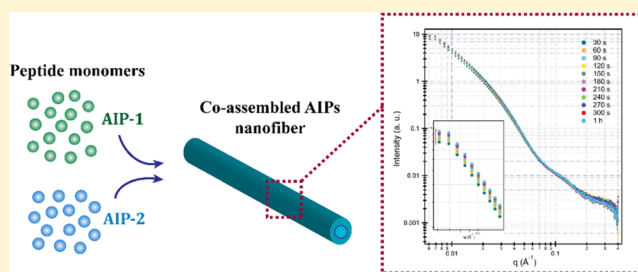 Peptide monomers
AIP-1
AIP-2
Co-assembled AIPs
nanofiber
Intensity (a. u.)
10
1
0.1
0.01
0.001
30 s
60 s
90 s
120 s
150 s
180 s
210 s
240 s
270 s
300 s
1 h
0.01
0.1
q (A⁻¹)
q (A⁻¹)